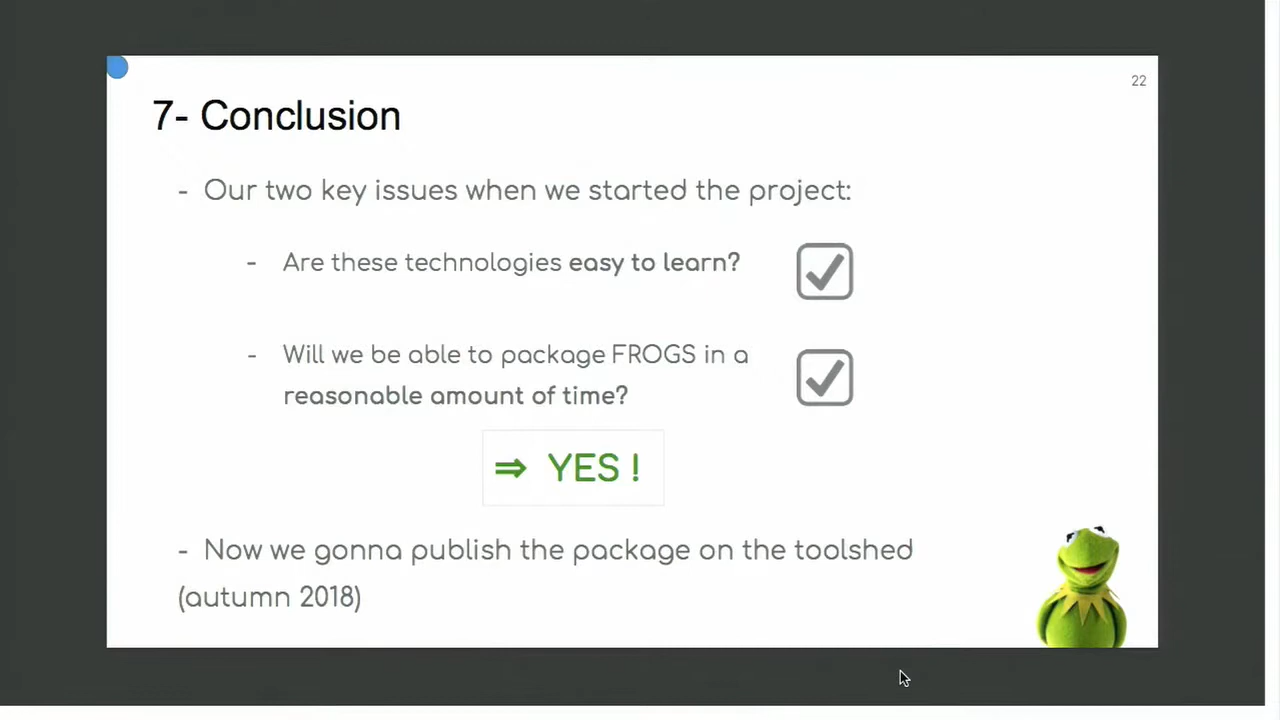 22
7- Conclusion
- Our two key issues when we started the project:
- Are these technologies easy to learn?
- Will we be able to package FROGS in a
reasonable amount of time?
⇒ YES !
- Now we gonna publish the package on the toolshed
(autumn 2018)